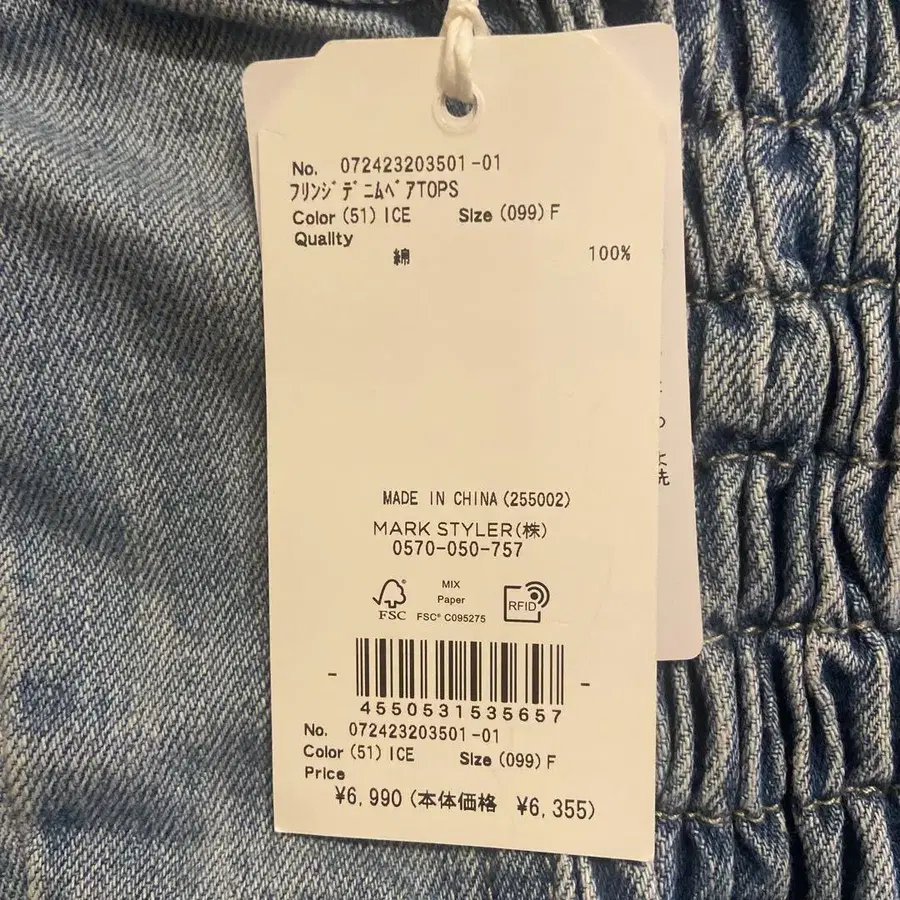 No. 072423203501-01
ﾌﾘﾝｼﾞﾃﾞﾆﾑﾍﾞｱTOPS
Color (51) ICE Size (099) F
Quality
綿 100%
MADE IN CHINA (255002)
MARK STYLER(株)
0570-050-757
FSC
MIX
Paper
FSC® C095275
RFID
4550531535657
No. 072423203501-01
Color (51) ICE Size (099) F
Price
¥6,990 (本体価格 ¥6,355)